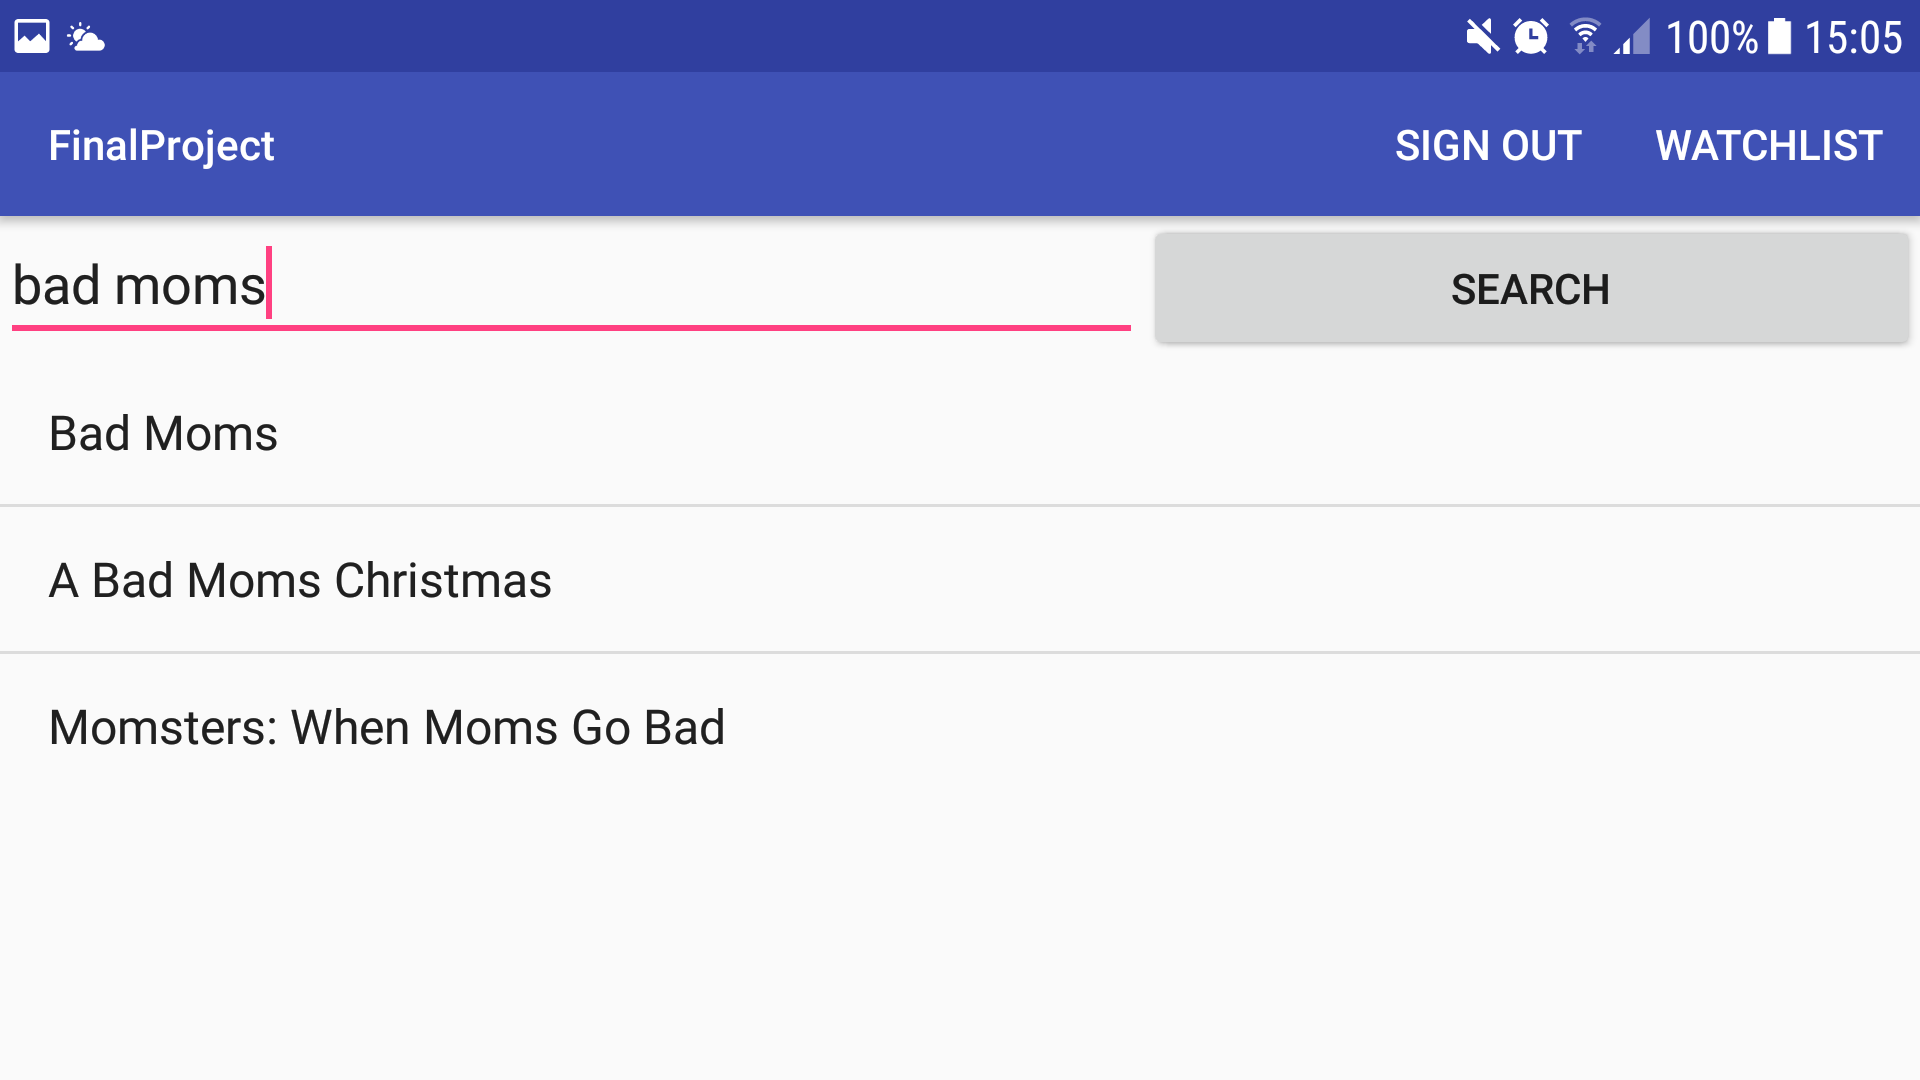 100% 15:05
FinalProject SIGN OUT WATCHLIST
bad moms SEARCH
Bad Moms
A Bad Moms Christmas
Momsters: When Moms Go Bad